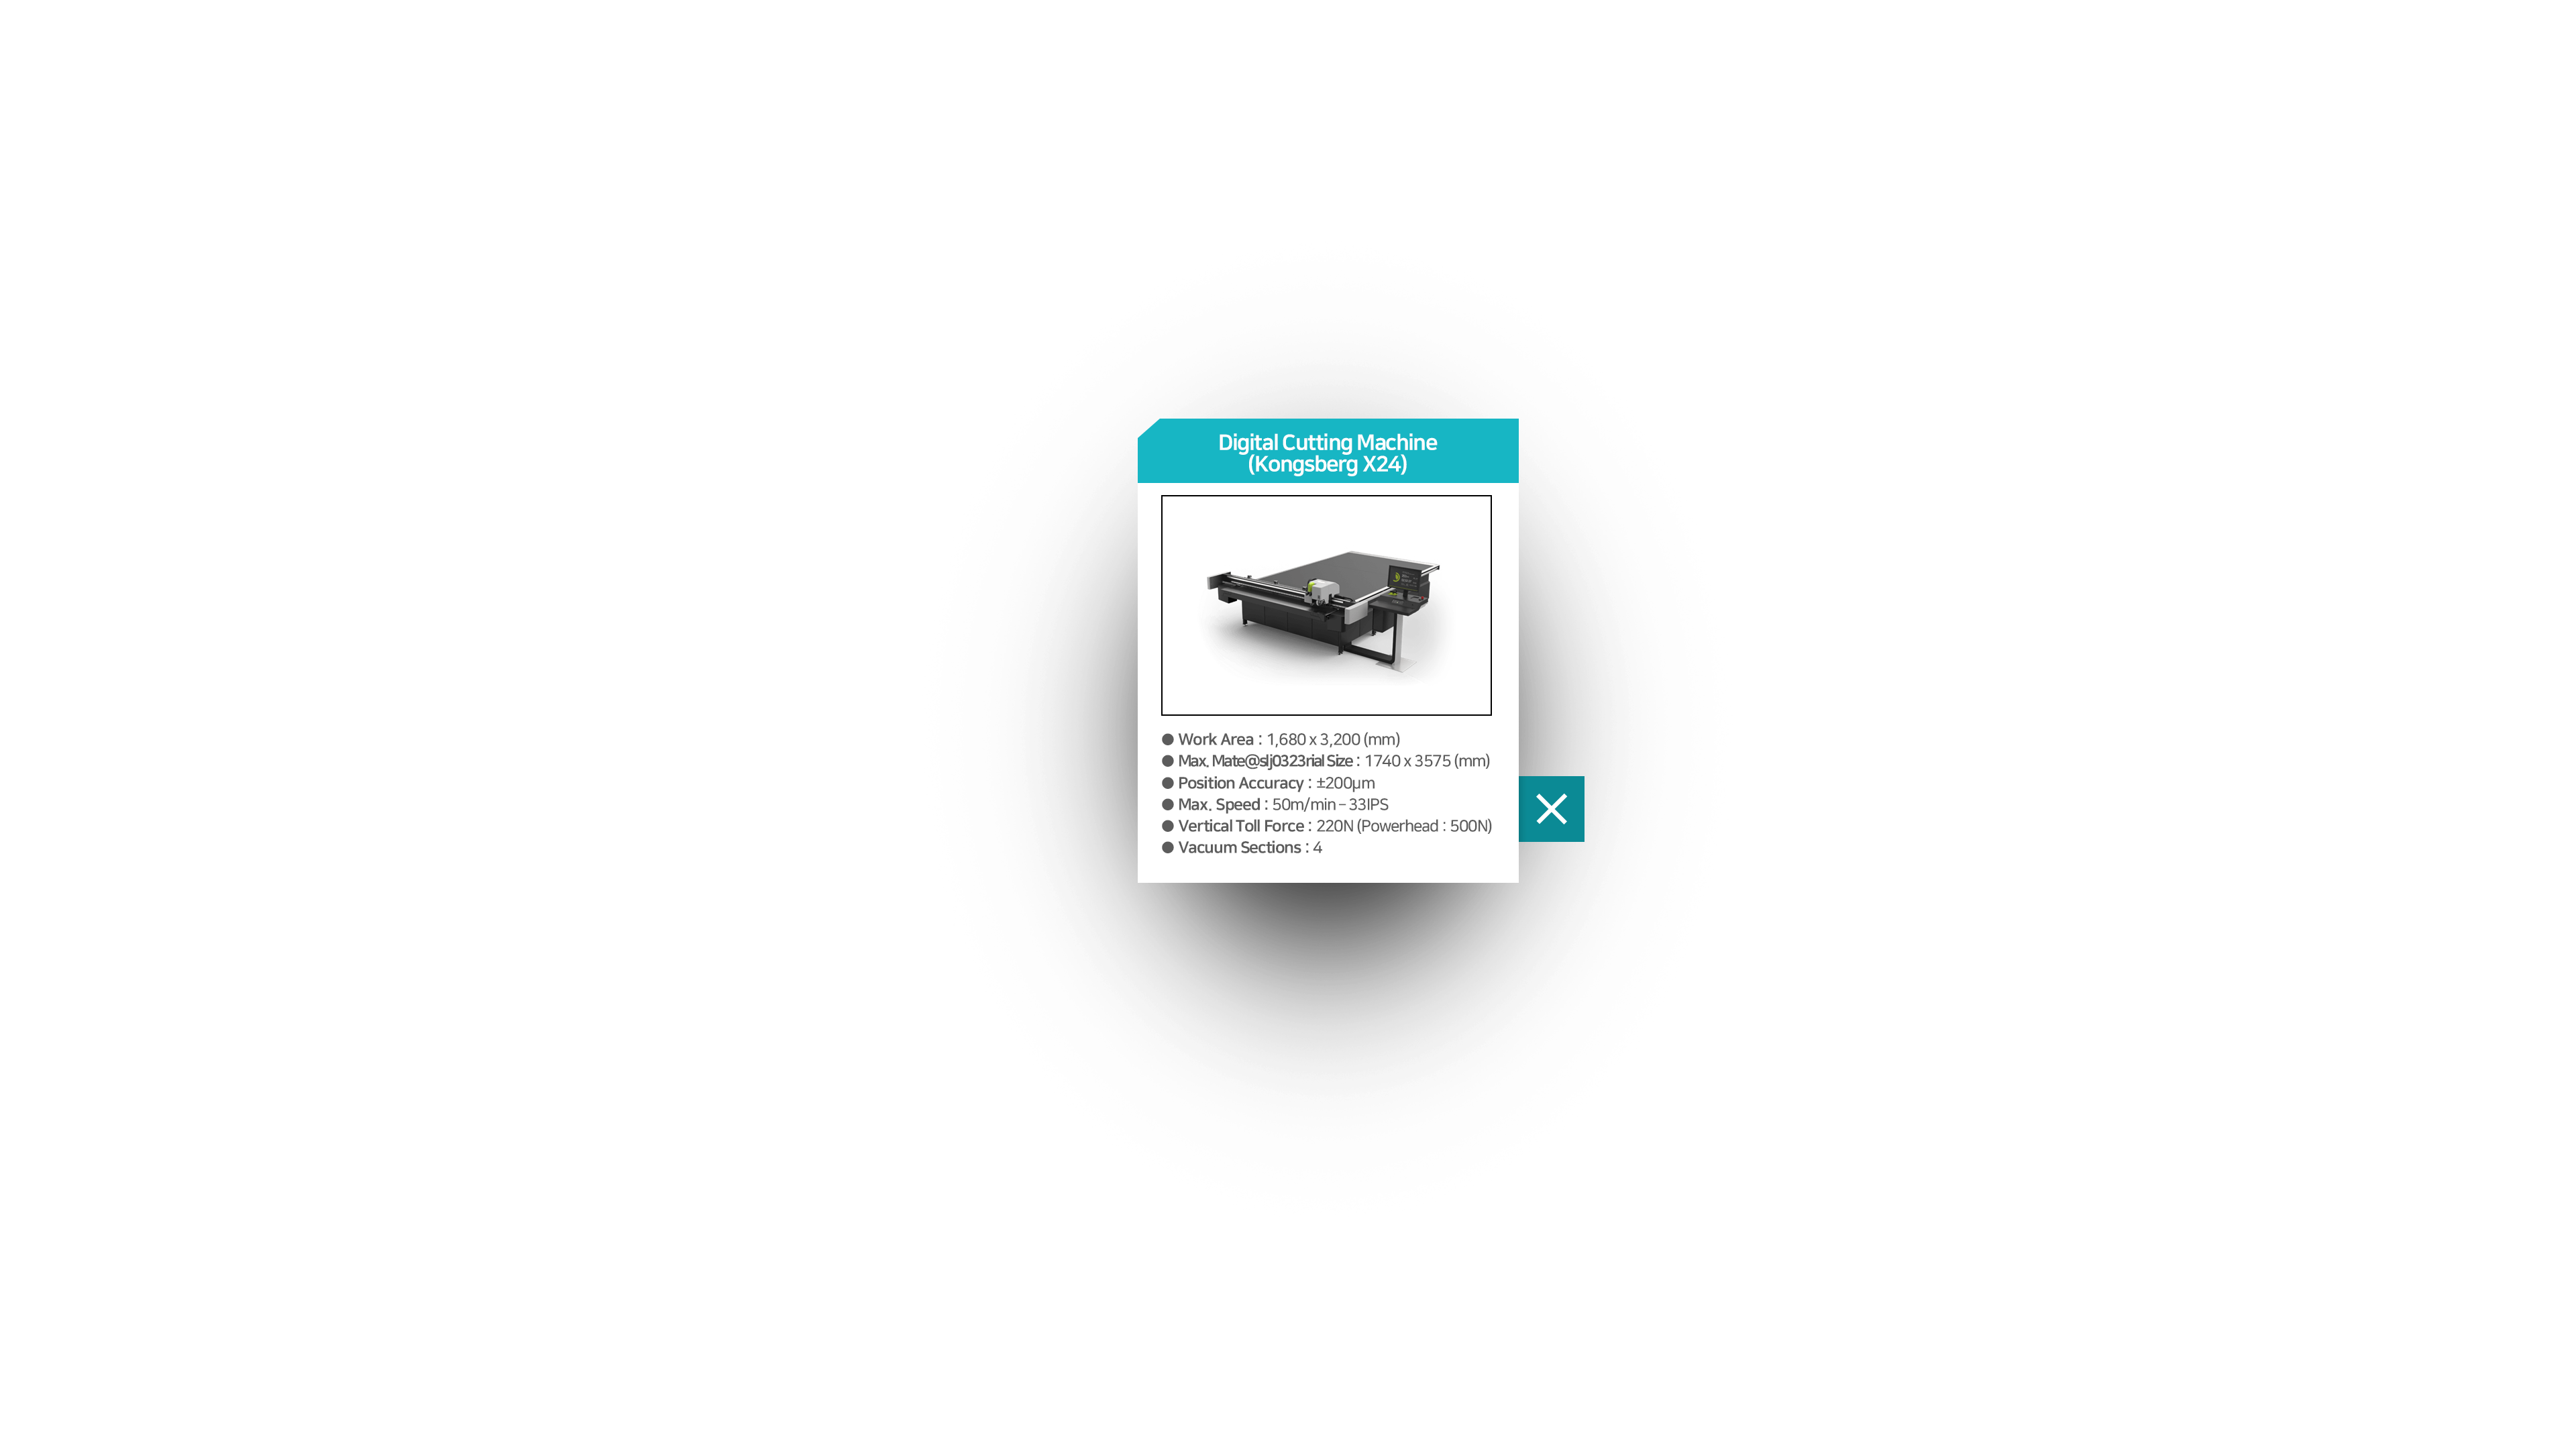 Digital Cutting Machine
(Kongsberg X24)
● Work Area : 1,680 x 3,200 (mm)
● Max. Mate@slj0323rial Size : 1740 x 3575 (mm)
● Position Accuracy : ±200μm
● Max. Speed : 50m/min – 33IPS
● Vertical Toll Force : 220N (Powerhead : 500N)
● Vacuum Sections : 4